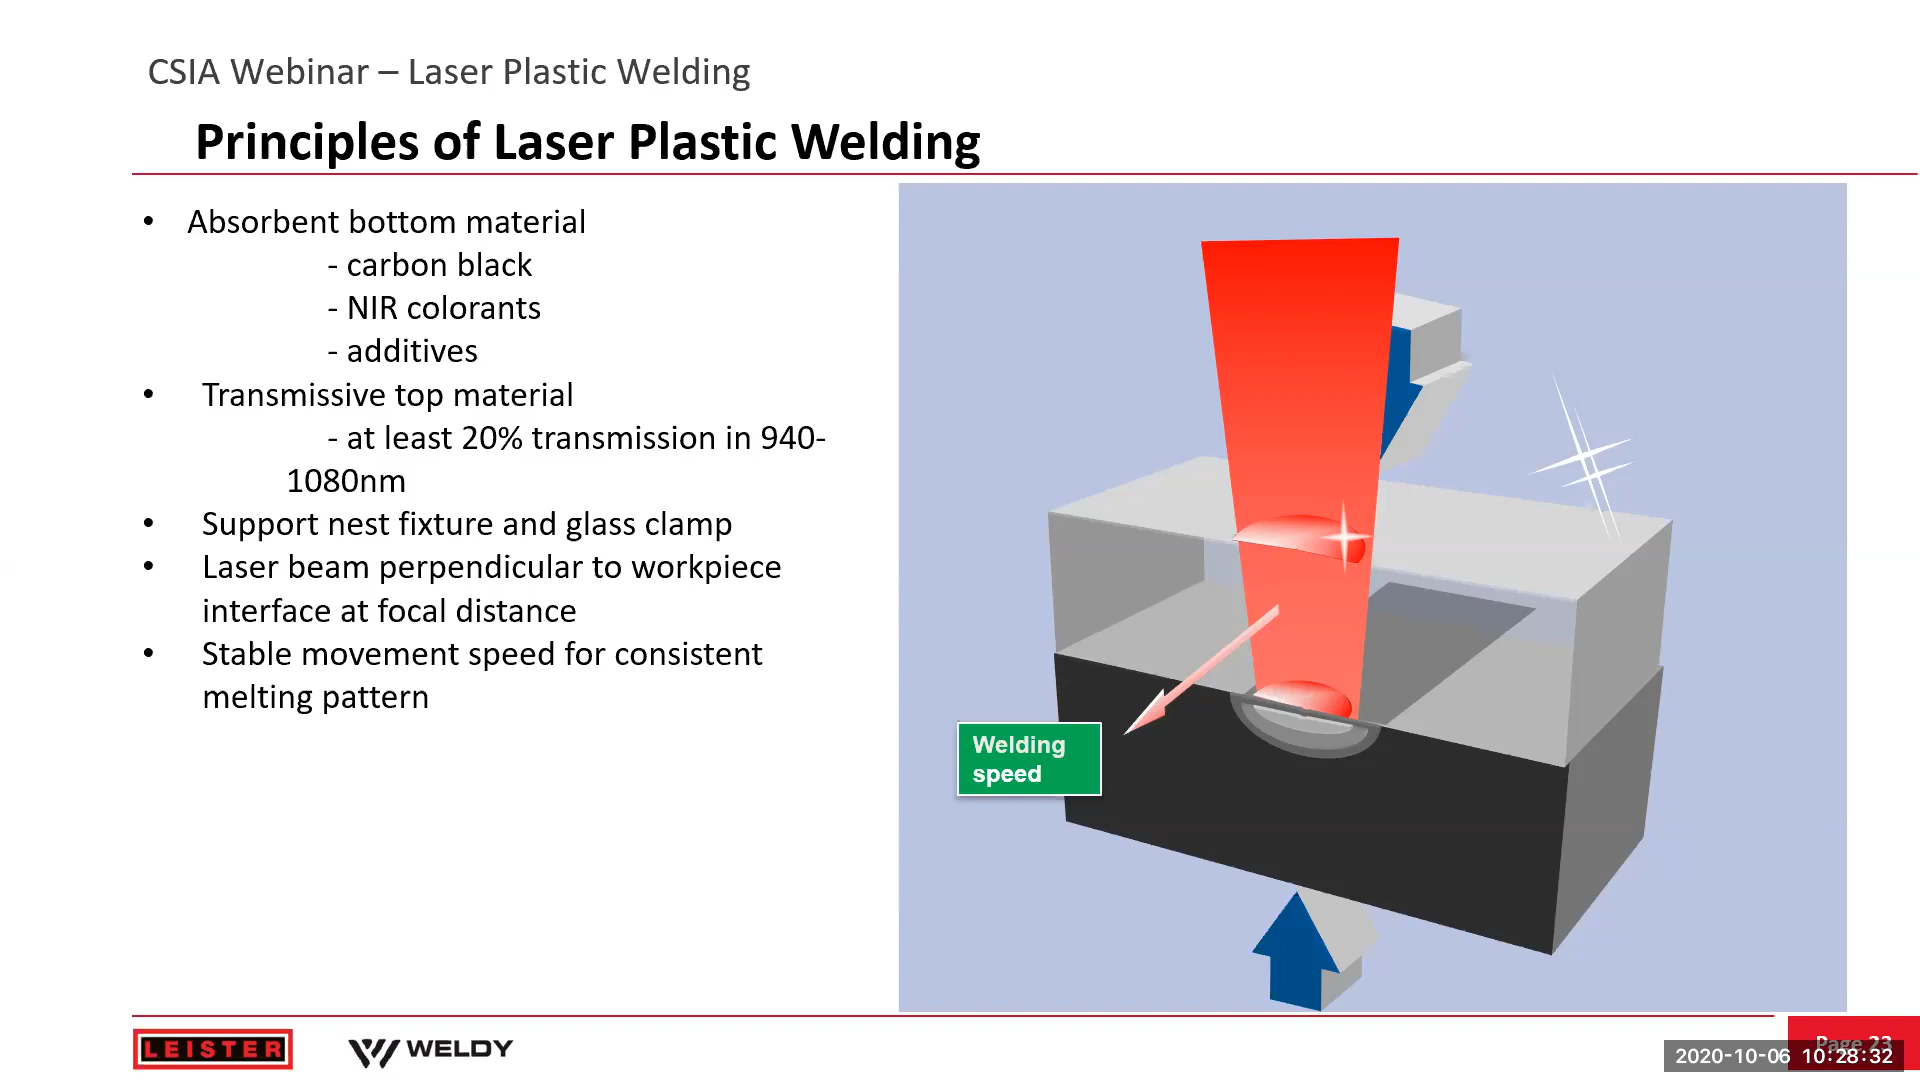 CSIA Webinar – Laser Plastic Welding
Principles of Laser Plastic Welding
• Absorbent bottom material
- carbon black
- NIR colorants
- additives
• Transmissive top material
- at least 20% transmission in 940-
1080nm
• Support nest fixture and glass clamp
• Laser beam perpendicular to workpiece
interface at focal distance
• Stable movement speed for consistent
melting pattern
Welding
speed
LEISTER
WELDY
Page 23
2020-10-06 10:28:32